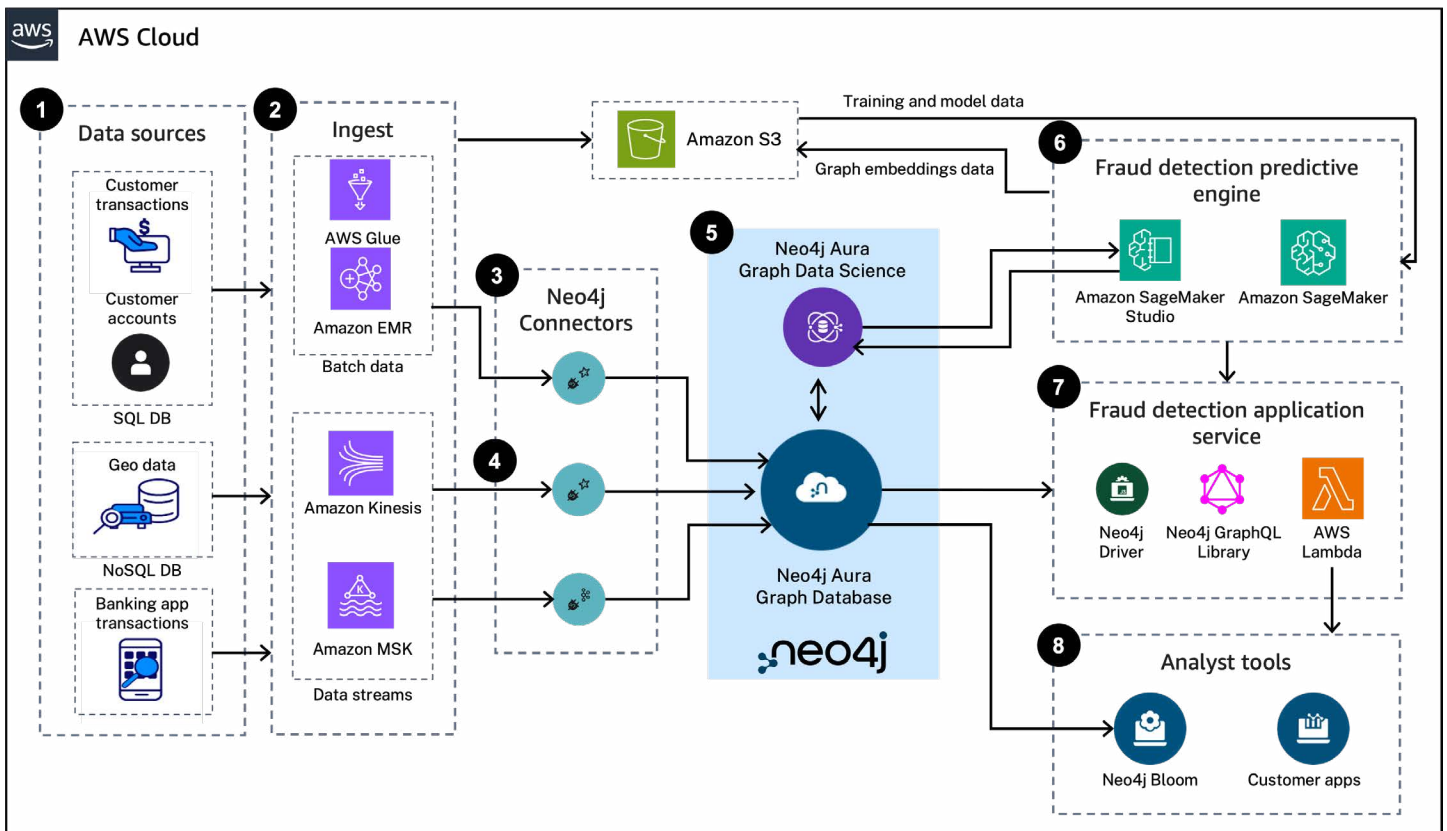 aws
AWS Cloud
1
Data sources
Customer
transactions
$
Customer
accounts
SQL DB
Geo data
NoSQL DB
Banking app
transactions
2
Ingest
AWS Glue
Amazon EMR
Batch data
Amazon Kinesis
K
Amazon MSK
Data streams
3
Neo4j
Connectors
4
Amazon S3
Training and model data
Graph embeddings data
5
Neo4j Aura
Graph Data Science
n
Neo4j Aura
Graph Database
neo4j
6
Fraud detection predictive
engine
Amazon SageMaker
Studio
Amazon SageMaker
7
Fraud detection application
service
Neo4j
Driver
Neo4j GraphQL
Library
AWS
Lambda
8
Analyst tools
Neo4j Bloom
Customer apps